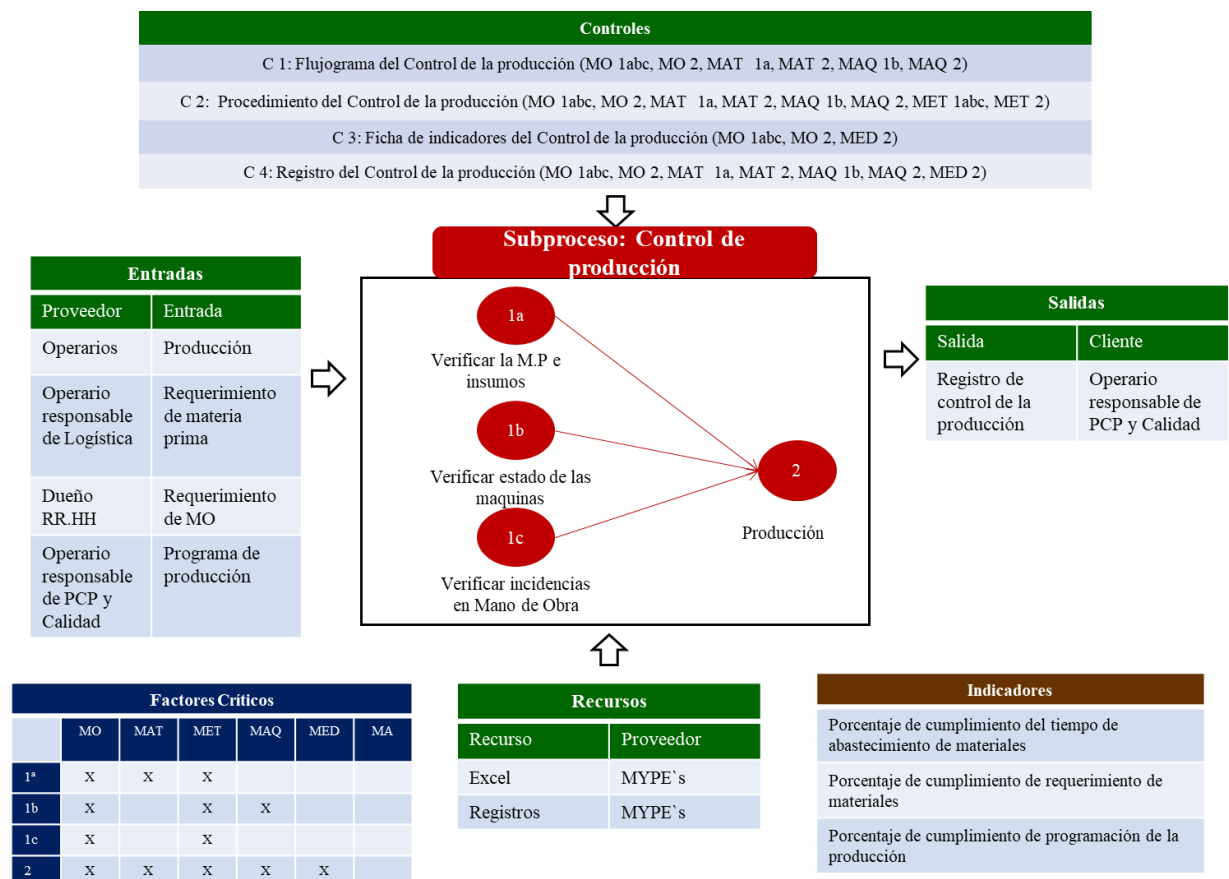 Controles
C 1: Flujograma del Control de la producción (MO 1abc, MO 2, MAT 1a, MAT 2, MAQ 1b, MAQ 2)
C 2: Procedimiento del Control de la producción (MO 1abc, MO 2, MAT 1a, MAT 2, MAQ 1b, MAQ 2, MET 1abc, MET 2)
C 3: Ficha de indicadores del Control de la producción (MO 1abc, MO 2, MED 2)
C 4: Registro del Control de la producción (MO 1abc, MO 2, MAT 1a, MAT 2, MAQ 1b, MAQ 2, MED 2)
Subproceso: Control de
producción
Entradas
Proveedor Entrada
Operarios Producción
Operario Requerimiento
responsable de materia
de Logística prima
Dueño Requerimiento
RR.HH de MO
Operario Programa de
responsable producción
de PCP y
Calidad
1a
Verificar la M.P e
insumos
1b
Verificar estado de las
maquinas
1c
Verificar incidencias
en Mano de Obra
2
Producción
Salidas
Salida Cliente
Registro de Operario
control de la responsable de
producción PCP y Calidad
Factores Críticos
MO MAT MET MAQ MED MA
1ª X X X
1b X X X
1c X X
2 X X X X X
Recursos
Recurso Proveedor
Excel MYPE`s
Registros MYPE`s
Indicadores
Porcentaje de cumplimiento del tiempo de
abastecimiento de materiales
Porcentaje de cumplimiento de requerimiento de
materiales
Porcentaje de cumplimiento de programación de la
producción